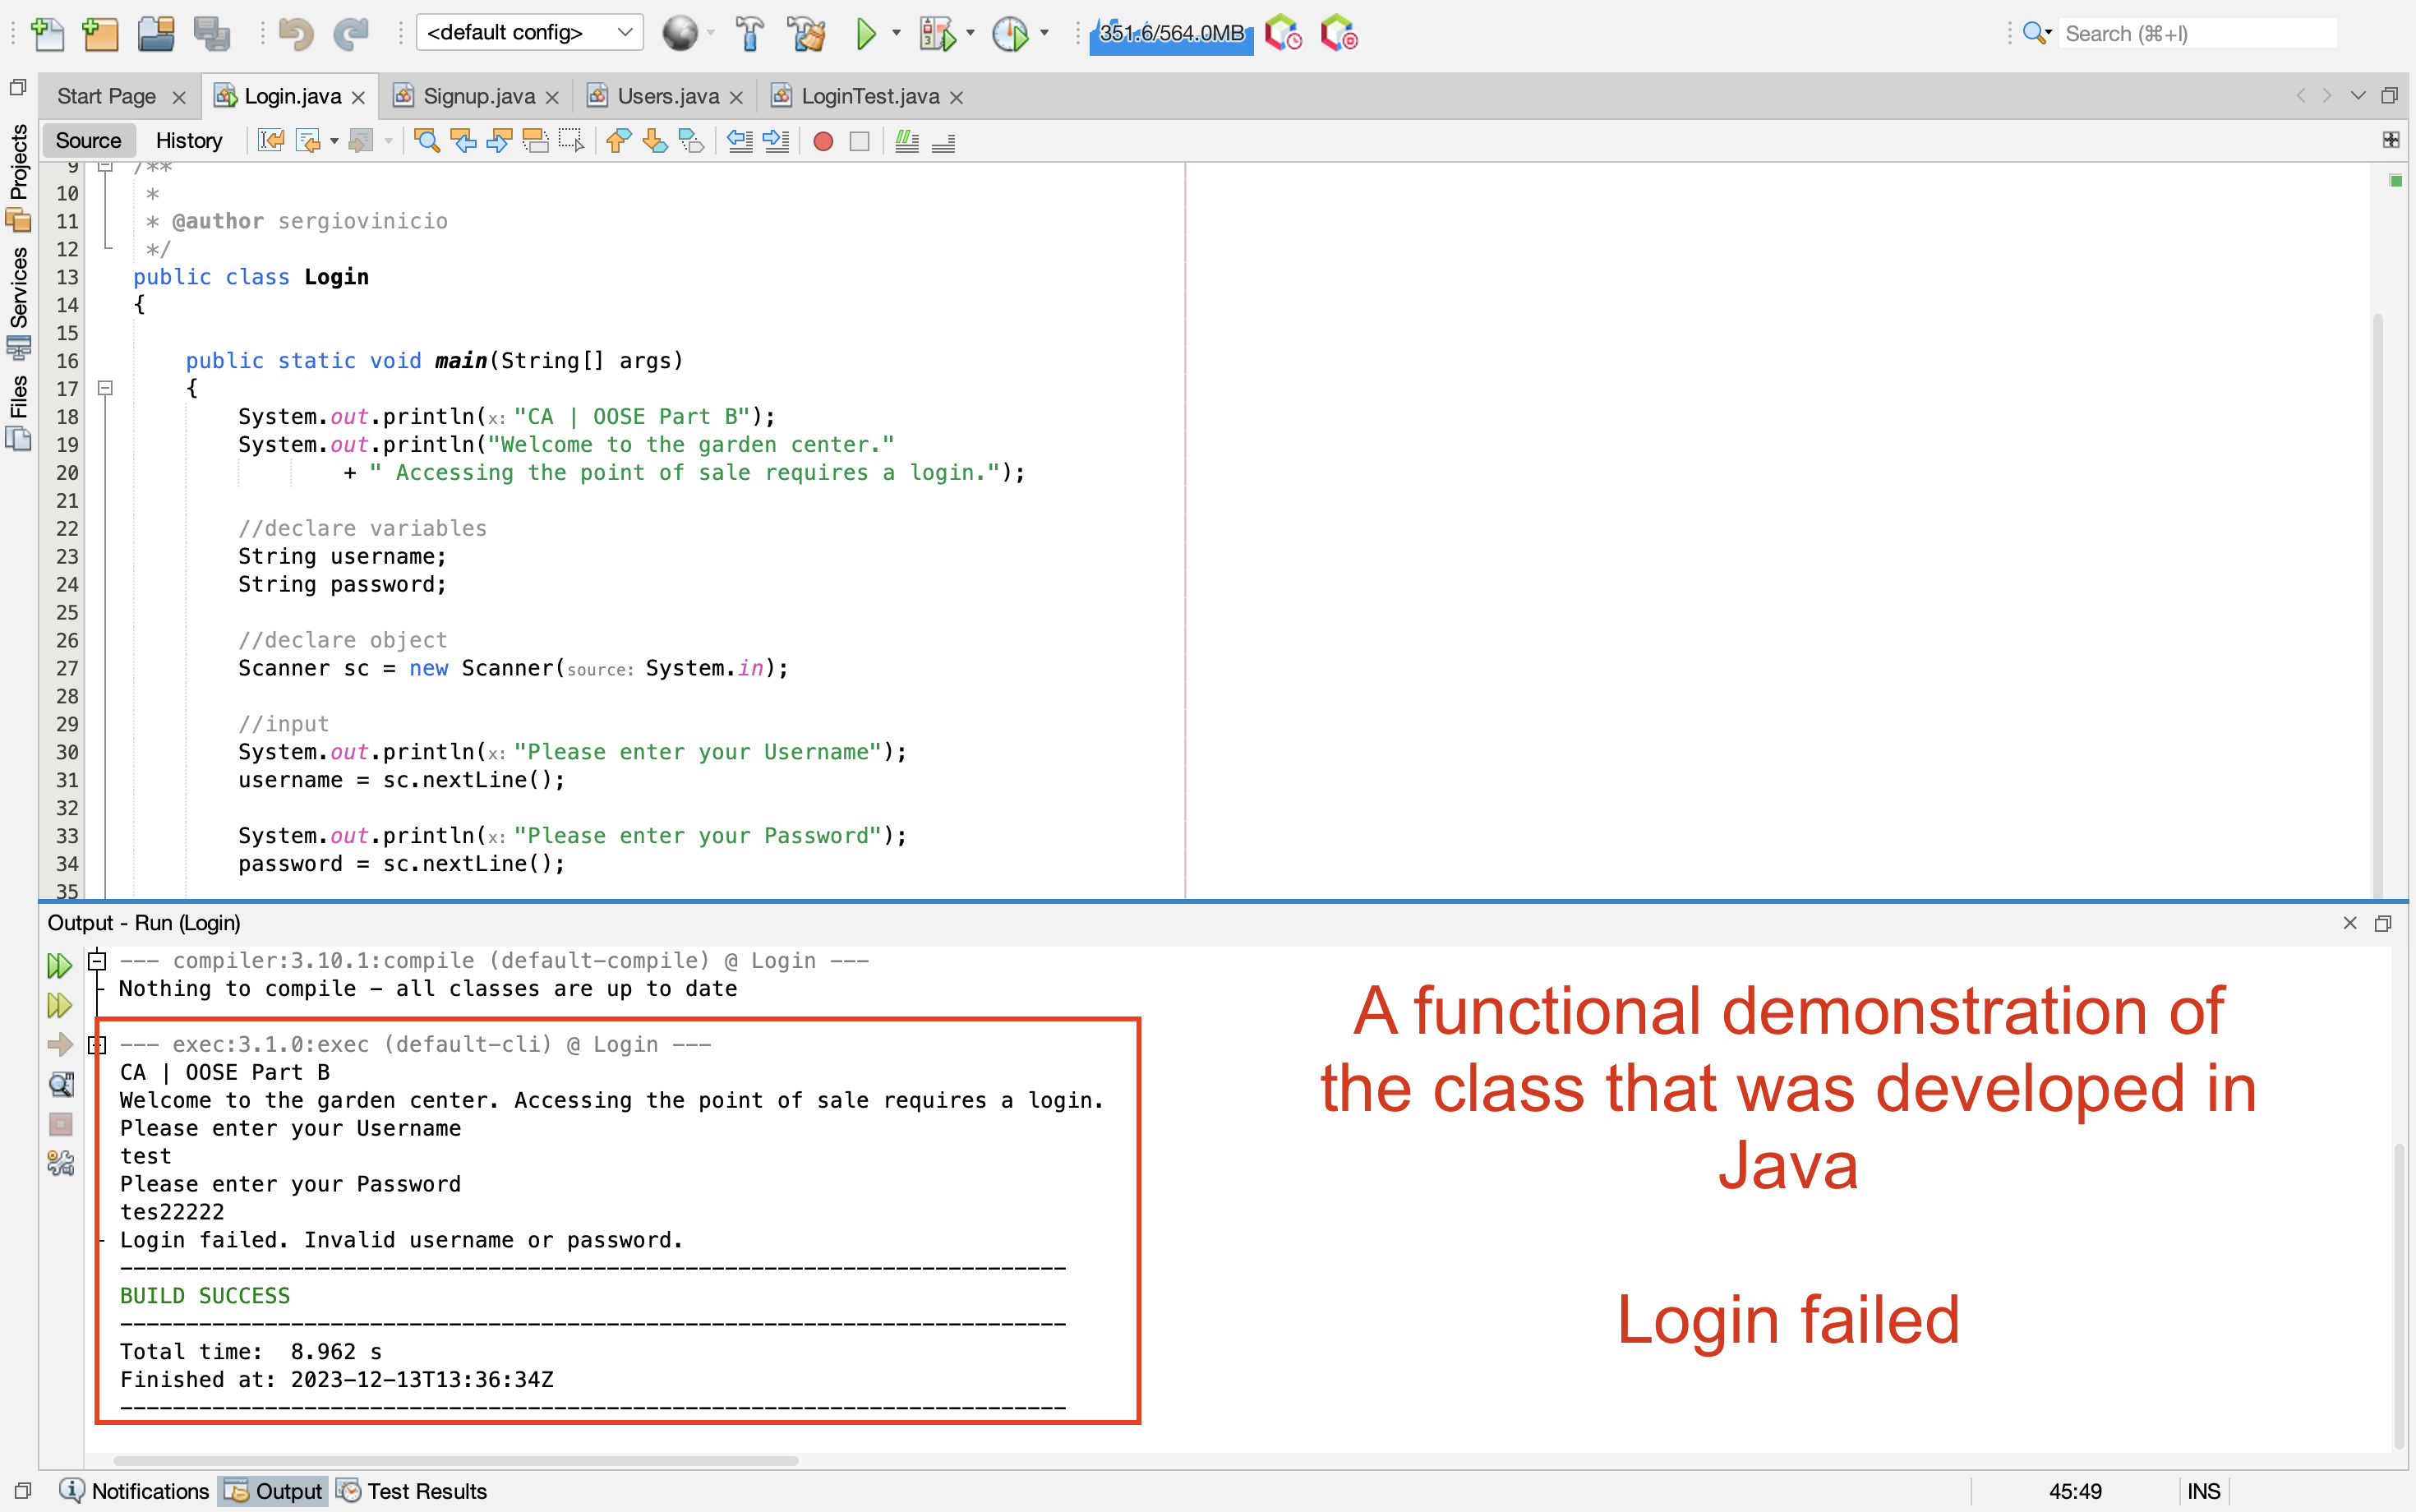 <default config>
351.6/564.0MB
Search (⌘+I)
Start Page
Login.java
Signup.java
Users.java
LoginTest.java
Source
History
Projects
Services
Files
9 /**
10 *
11 * @author sergiovinicio
12 */
13 public class Login
14 {
15
16 public static void main(String[] args)
17 {
18 System.out.println(x: "CA | OOSE Part B");
19 System.out.println("Welcome to the garden center."
20 + " Accessing the point of sale requires a login.");
21
22 //declare variables
23 String username;
24 String password;
25
26 //declare object
27 Scanner sc = new Scanner(source: System.in);
28
29 //input
30 System.out.println(x: "Please enter your Username");
31 username = sc.nextLine();
32
33 System.out.println(x: "Please enter your Password");
34 password = sc.nextLine();
35
Output - Run (Login)
--- compiler:3.10.1:compile (default-compile) @ Login ---
Nothing to compile - all classes are up to date
--- exec:3.1.0:exec (default-cli) @ Login ---
CA | OOSE Part B
Welcome to the garden center. Accessing the point of sale requires a login.
Please enter your Username
test
Please enter your Password
tes22222
Login failed. Invalid username or password.
------------------------------------------------------------------------
BUILD SUCCESS
------------------------------------------------------------------------
Total time:  8.962 s
Finished at: 2023-12-13T13:36:34Z
------------------------------------------------------------------------
A functional demonstration of
the class that was developed in
Java
Login failed
Notifications
Output
Test Results
45:49
INS